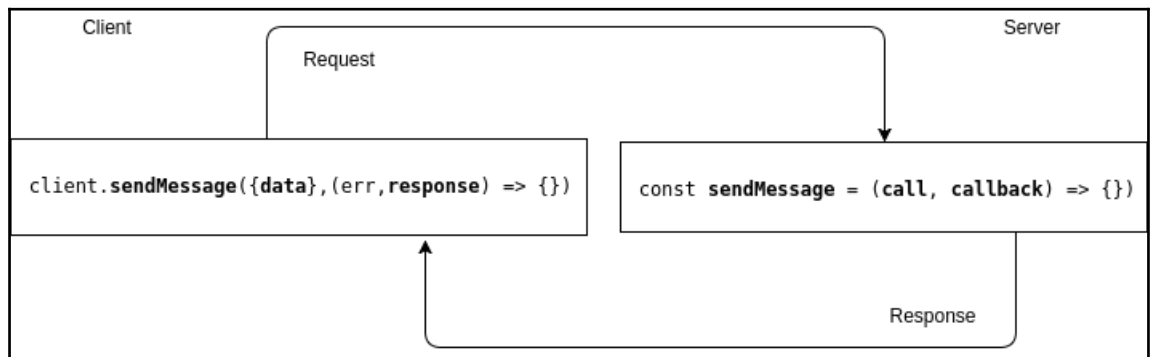 Client
Server
Request
client.sendMessage({data},(err,response) => {})
const sendMessage = (call, callback) => {})
Response